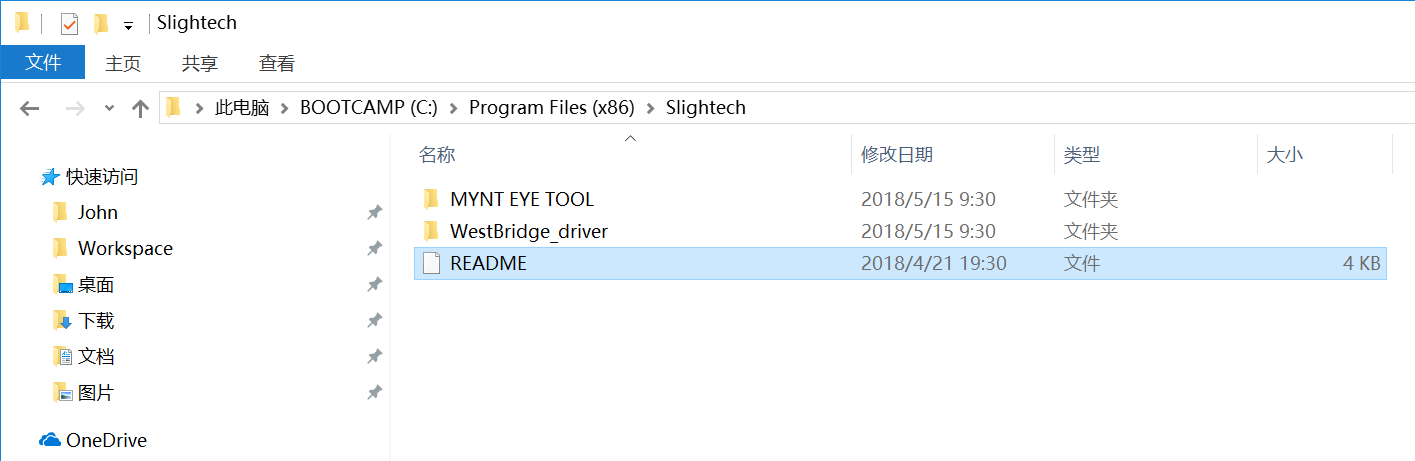 Slightech
文件 主页 共享 查看
此电脑 BOOTCAMP (C:) Program Files (x86) Slightech
名称 修改日期 类型 大小
快速访问
John
Workspace
桌面
下载
文档
图片
OneDrive
MYNT EYE TOOL 2018/5/15 9:30 文件夹
WestBridge_driver 2018/5/15 9:30 文件夹
README 2018/4/21 19:30 文件 4 KB